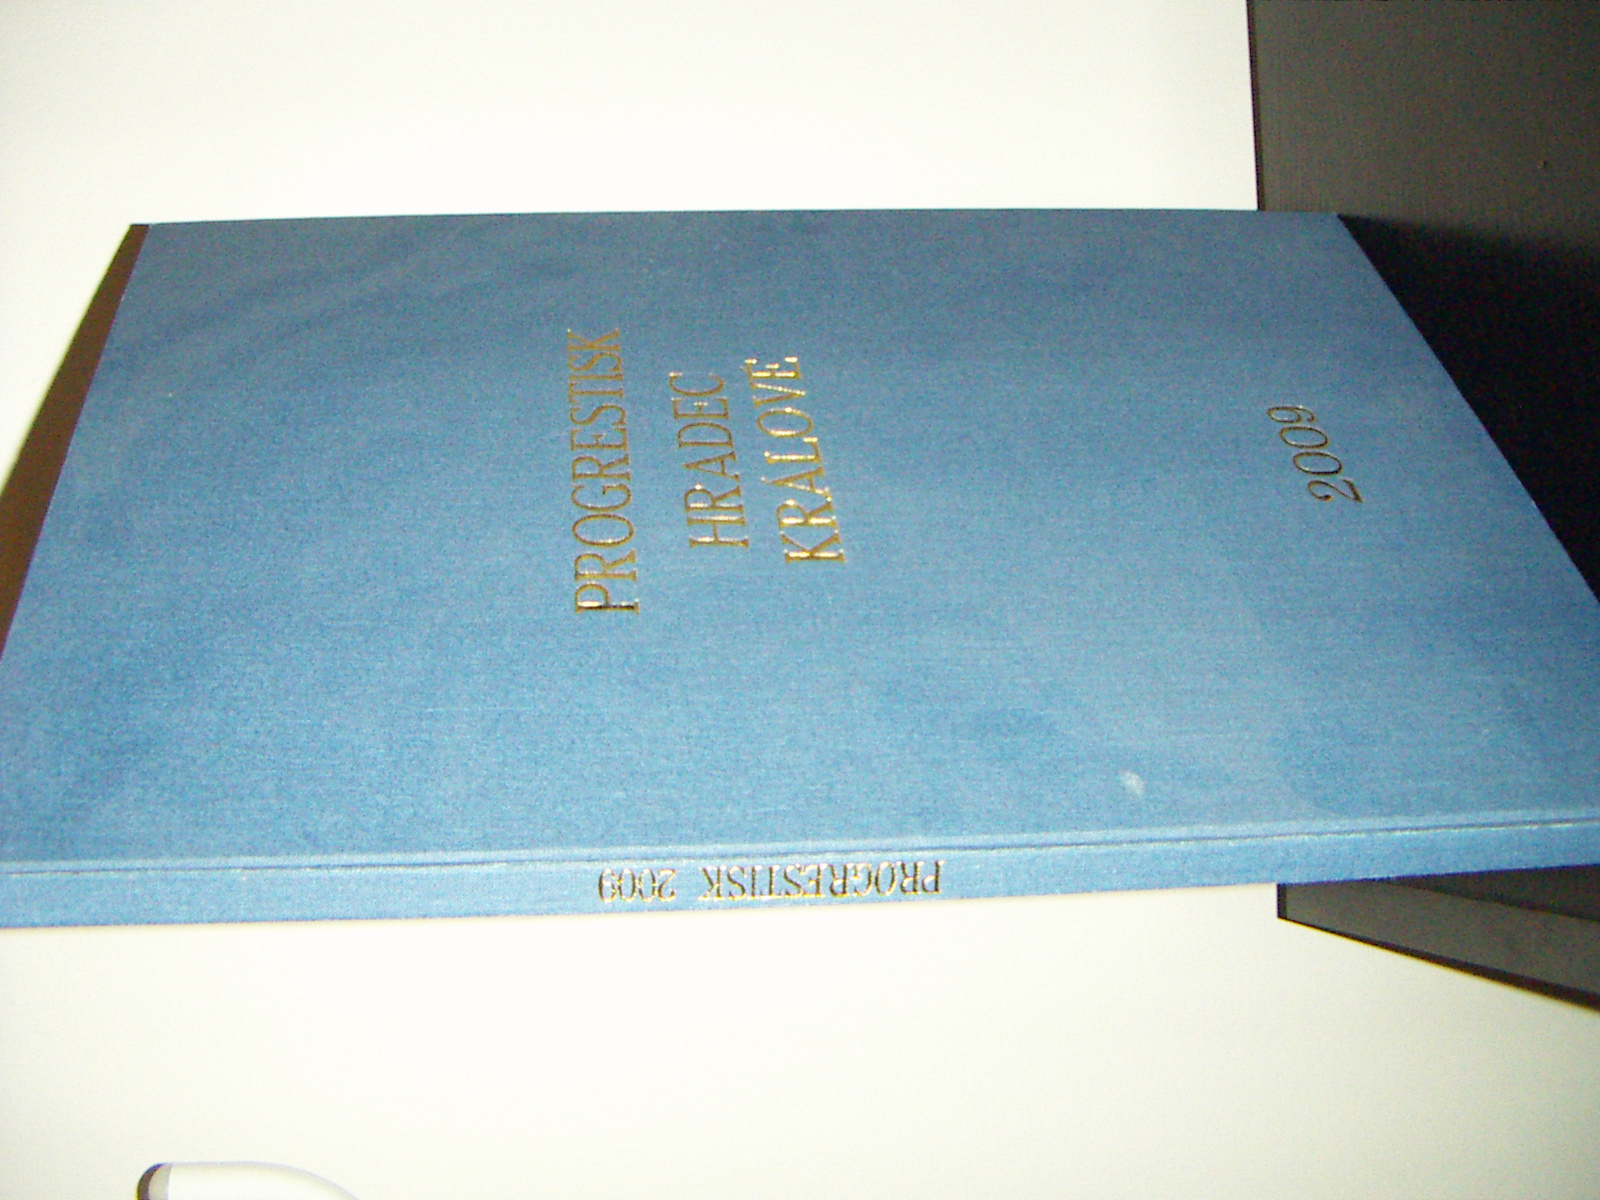 PROGRESTISK
HRADEC
KRÁLOVÉ
2009
PROGRESTISK 2009